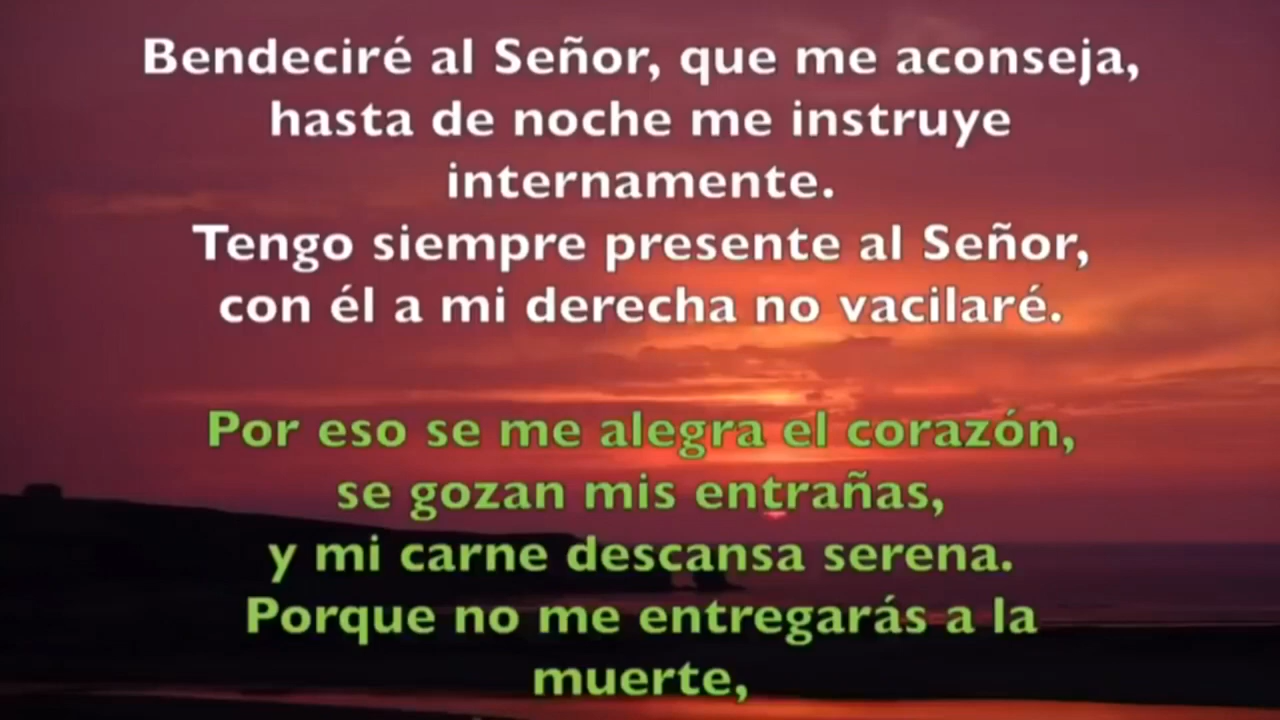 Bendeciré al Señor, que me aconseja,
hasta de noche me instruye
internamente.
Tengo siempre presente al Señor,
con él a mi derecha no vacilaré.
Por eso se me alegra el corazón,
se gozan mis entrañas,
y mi carne descansa serena.
Porque no me entregarás a la
muerte,